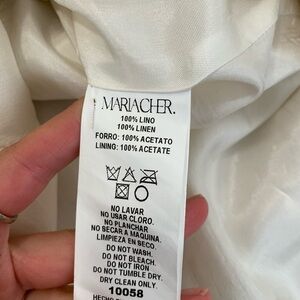 MARIACHER.
100% LINO
100% LINEN
FORRO: 100% ACETATO
LINING: 100% ACETATE
NO LAVAR
NO USAR CLORO.
NO PLANCHAR
NO SECAR A MAQUINA.
LIMPIEZA EN SECO.
DO NOT WASH.
DO NOT BLEACH.
DO NOT IRON
DO NOT TUMBLE DRY.
DRY CLEAN ONLY.
10058
HECHO